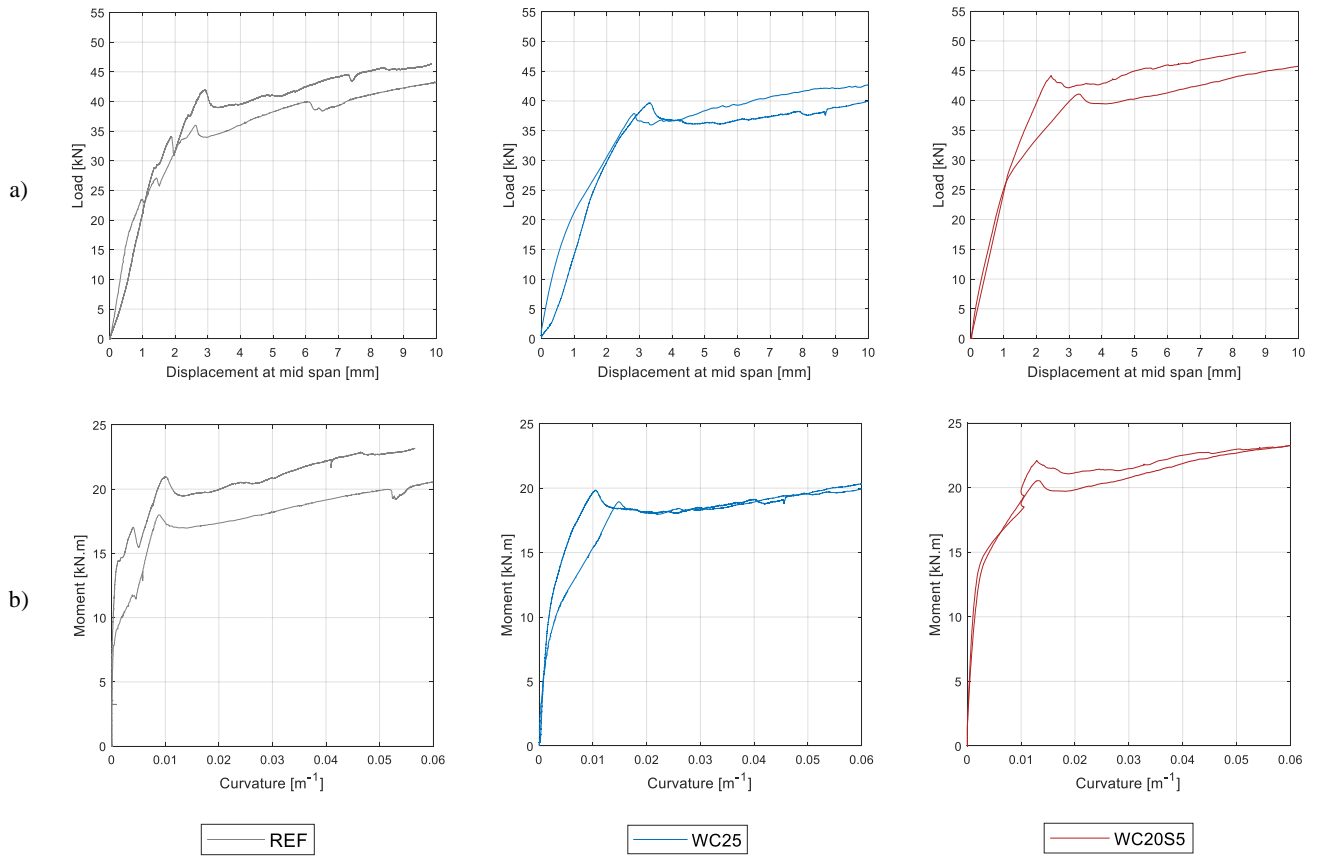 a)
55
50
45
40
35
30
25
20
15
10
5
0
Load [kN]
0 1 2 3 4 5 6 7 8 9 10
Displacement at mid span [mm]
55
50
45
40
35
30
25
20
15
10
5
0
Load [kN]
0 1 2 3 4 5 6 7 8 9 10
Displacement at mid span [mm]
55
50
45
40
35
30
25
20
15
10
5
0
Load [kN]
0 1 2 3 4 5 6 7 8 9 10
Displacement at mid span [mm]
b)
25
20
15
10
5
0
Moment [kN.m]
0 0.01 0.02 0.03 0.04 0.05 0.06
Curvature [m⁻¹]
25
20
15
10
5
0
Moment [kN.m]
0 0.01 0.02 0.03 0.04 0.05 0.06
Curvature [m⁻¹]
25
20
15
10
5
0
Moment [kN.m]
0 0.01 0.02 0.03 0.04 0.05 0.06
Curvature [m⁻¹]
REF
WC25
WC20S5